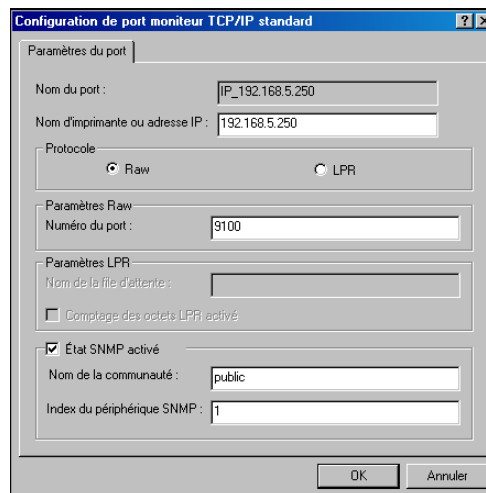 Configuration de port moniteur TCP/IP standard
Paramètres du port
Nom du port : IP_192.168.5.250
Nom d'imprimante ou adresse IP : 192.168.5.250
Protocole
Raw LPR
Paramètres Raw
Numéro du port : 9100
Paramètres LPR
Nom de la file d'attente :
Comptage des octets LPR activé
État SNMP activé
Nom de la communauté : public
Index du périphérique SNMP : 1
OK Annuler